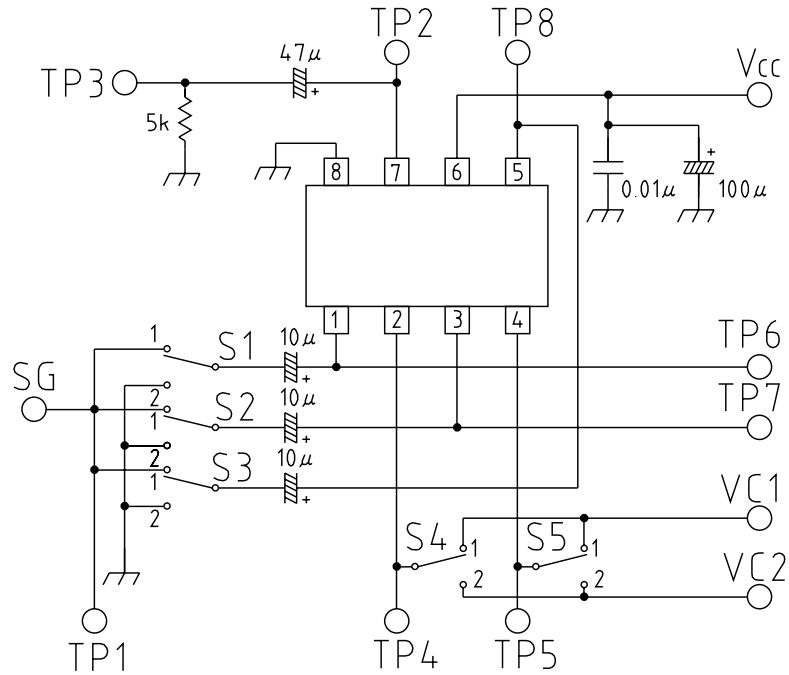 TP2
TP8
47μ
Vcc
TP3
+
5k
+
0.01μ
100μ
8
7
6
5
1
2
3
4
10μ
TP6
1
S1
+
SG
10μ
TP7
2
S2
1
+
10μ
2
S3
1
+
2
VC1
S4
1
S5
1
2
2
VC2
TP1
TP4
TP5